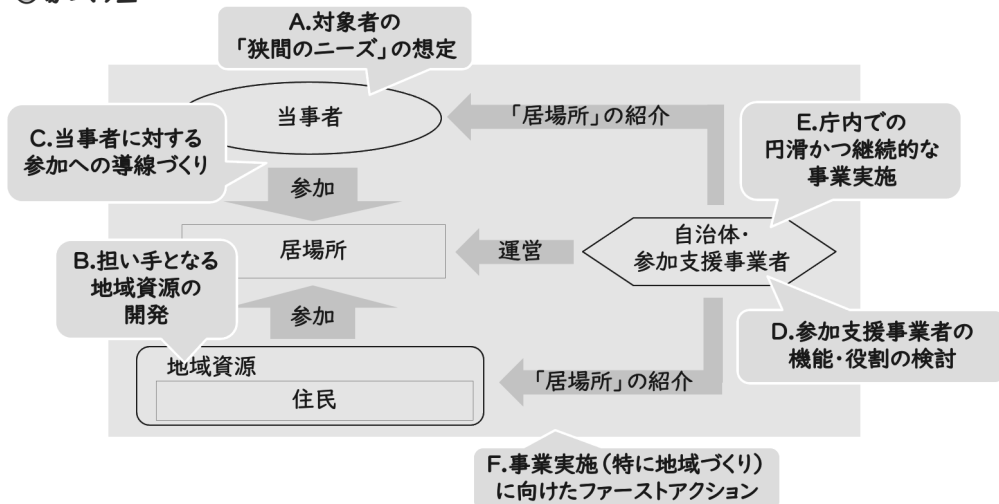 A.対象者の
「狭間のニーズ」の想定
当事者
「居場所」の紹介
C.当事者に対する
参加への導線づくり
E.庁内での
円滑かつ継続的な
事業実施
参加
居場所
運営
自治体・
参加支援事業者
B.担い手となる
地域資源の
開発
参加
D.参加支援事業者の
機能・役割の検討
地域資源
住民
「居場所」の紹介
F.事業実施(特に地域づくり)
に向けたファーストアクション